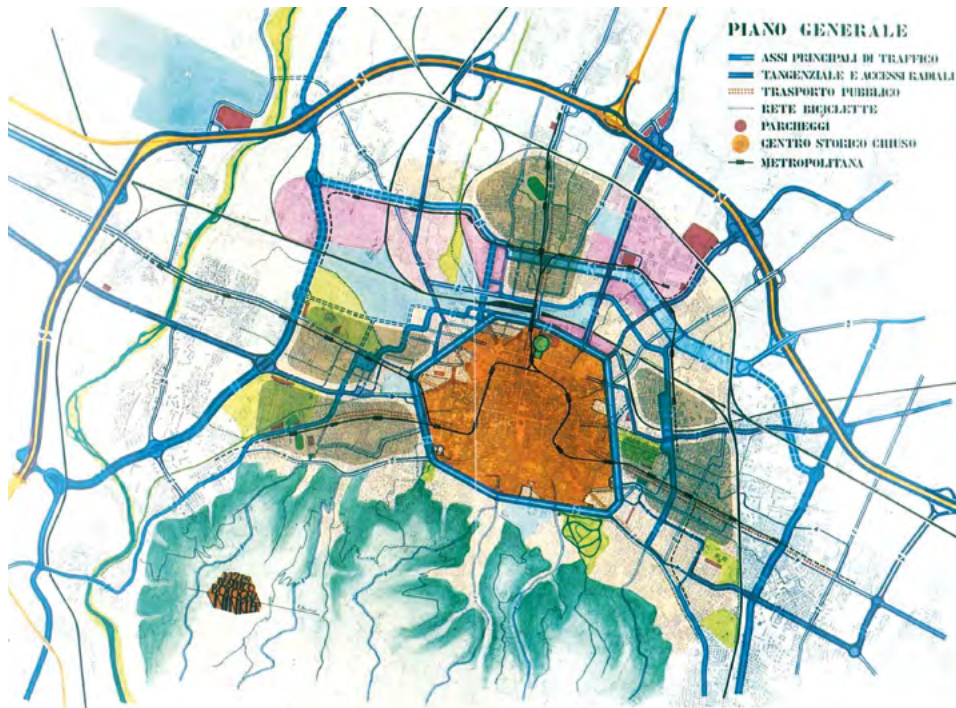 PIANO GENERALE
ASSI PRINCIPALI DI TRAFFICO
TANGENZIALE E ACCESSI RADIALI
TRASPORTO PUBBLICO
RETE BICICLETTE
PARCHEGGI
CENTRO STORICO CHIUSO
METROPOLITANA